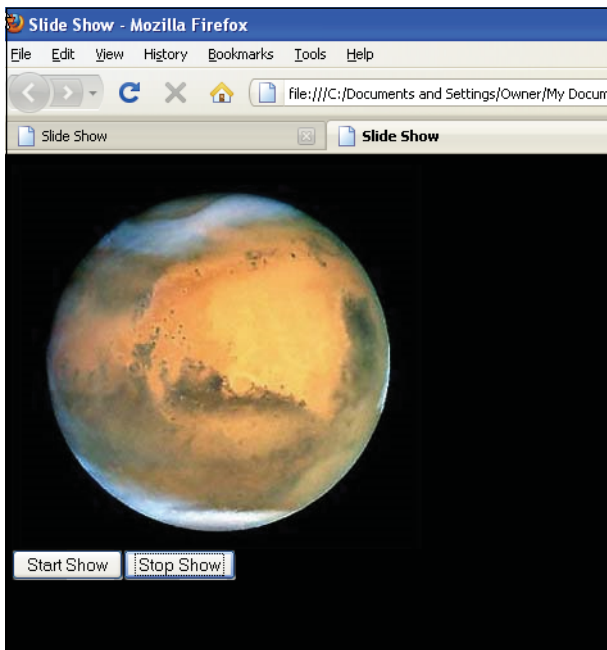 Slide Show - Mozilla Firefox
File Edit View History Bookmarks Tools Help
file:///C:/Documents and Settings/Owner/My Docum
Slide Show Slide Show
Start Show Stop Show